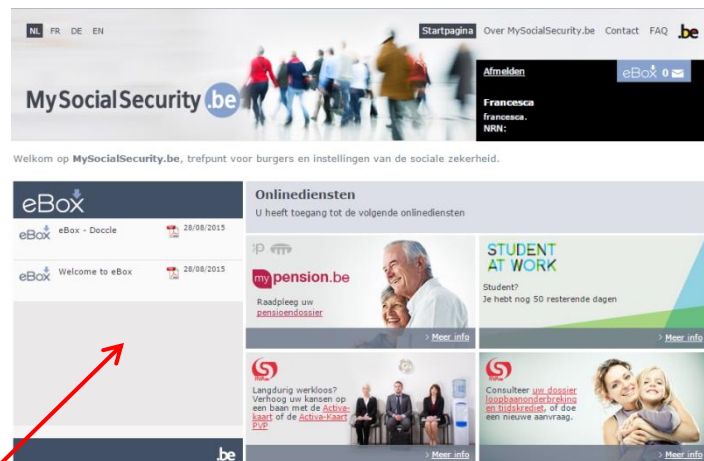 NL FR DE EN
Startpagina Over MySocialSecurity.be Contact FAQ .be
Afmelden
eBox 0
MySocialSecurity .be
Francesca
francesca.
NRN:
Welkom op MySocialSecurity.be, trefpunt voor burgers en instellingen van de sociale zekerheid.
eBox
eBox eBox - Doccle 28/08/2015
eBox Welcome to eBox 28/08/2015
.be
Onlinediensten
U heeft toegang tot de volgende onlinediensten
my pension.be
Raadpleeg uw
pensioendossier
> Meer info
STUDENT
AT WORK
Student?
Je hebt nog 50 resterende dagen
> Meer info
Langdurig werkloos?
Verhoog uw kansen op
een baan met de Activa-
kaart of de Activa-Kaart
PVP
> Meer info
Consulteer uw dossier
loopbaanonderbreking
en tijdskrediet, of doe
een nieuwe aanvraag.
> Meer info